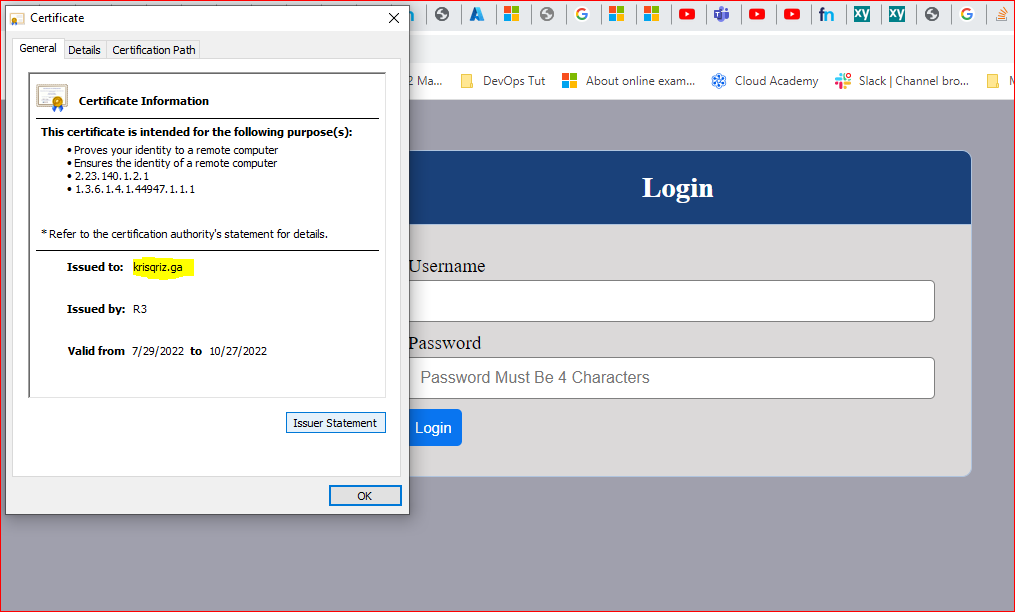 Certificate
General Details Certification Path
Certificate Information
This certificate is intended for the following purpose(s):
• Proves your identity to a remote computer
• Ensures the identity of a remote computer
• 2.23.140.1.2.1
• 1.3.6.1.4.1.44947.1.1.1
* Refer to the certification authority's statement for details.
Issued to: krisqriz.ga
Issued by: R3
Valid from 7/29/2022 to 10/27/2022
Issuer Statement
OK
2 Ma... DevOps Tut About online exam... Cloud Academy Slack | Channel bro...
Login
Username
Password
Password Must Be 4 Characters
Login